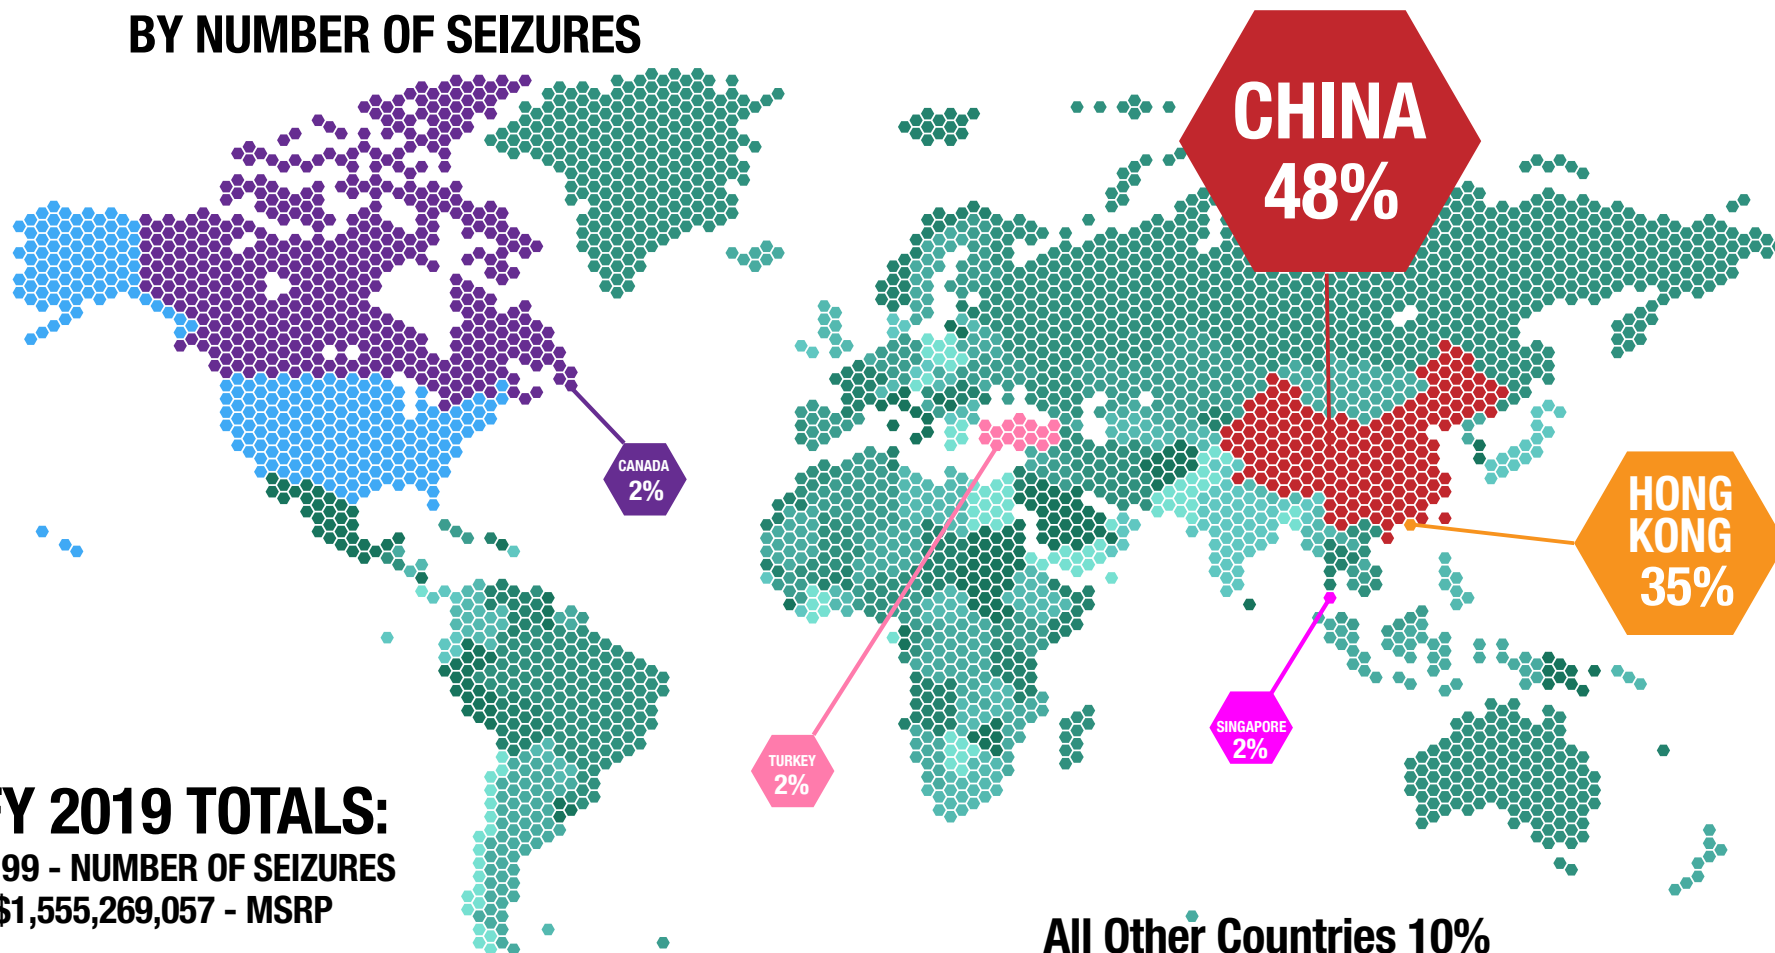 BY NUMBER OF SEIZURES
CHINA
48%
CANADA
2%
HONG
KONG
35%
SINGAPORE
2%
TURKEY
2%
FY 2019 TOTALS:
99 - NUMBER OF SEIZURES
$1,555,269,057 - MSRP
All Other Countries 10%